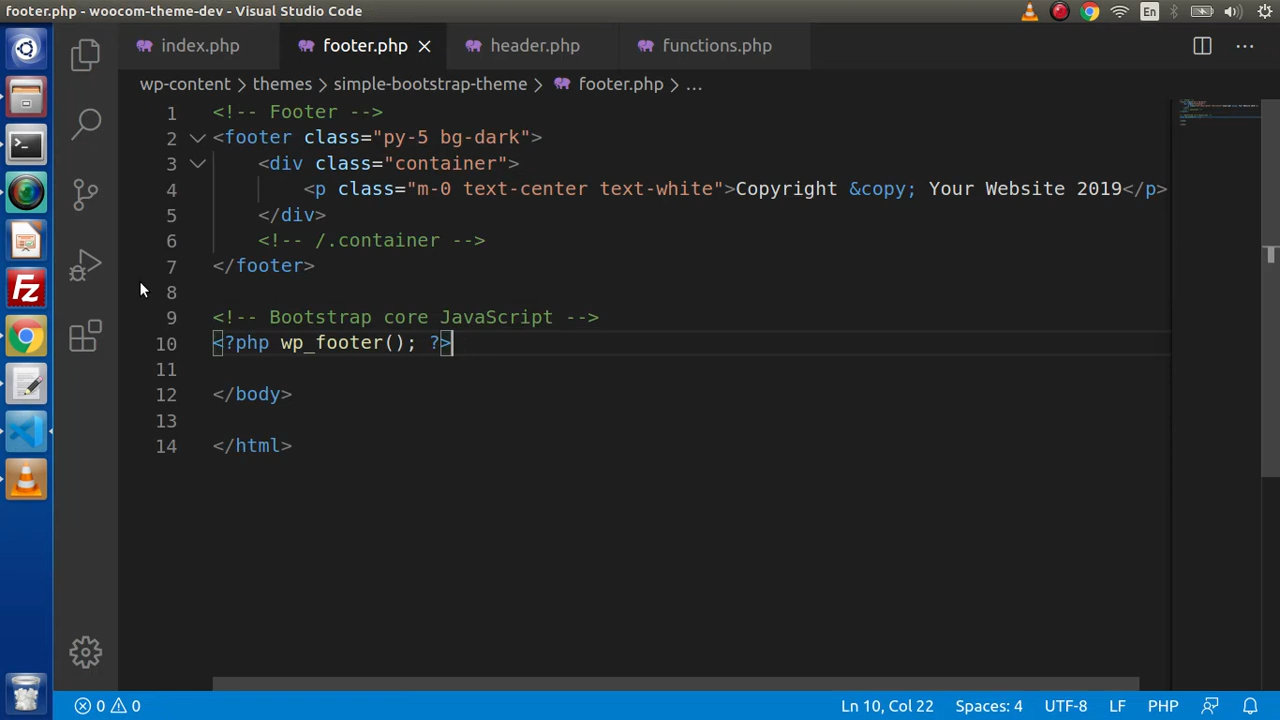 footer.php - woocom-theme-dev - Visual Studio Code
En
index.php
footer.php
header.php
functions.php
wp-content > themes > simple-bootstrap-theme > footer.php > ...
1 <!-- Footer -->
2 <footer class="py-5 bg-dark">
3 <div class="container">
4 <p class="m-0 text-center text-white">Copyright &copy; Your Website 2019</p>
5 </div>
6 <!-- /.container -->
7 </footer>
8
9 <!-- Bootstrap core JavaScript -->
10 <?php wp_footer(); ?>
11
12 </body>
13
14 </html>
0 0
Ln 10, Col 22
Spaces: 4
UTF-8
LF
PHP